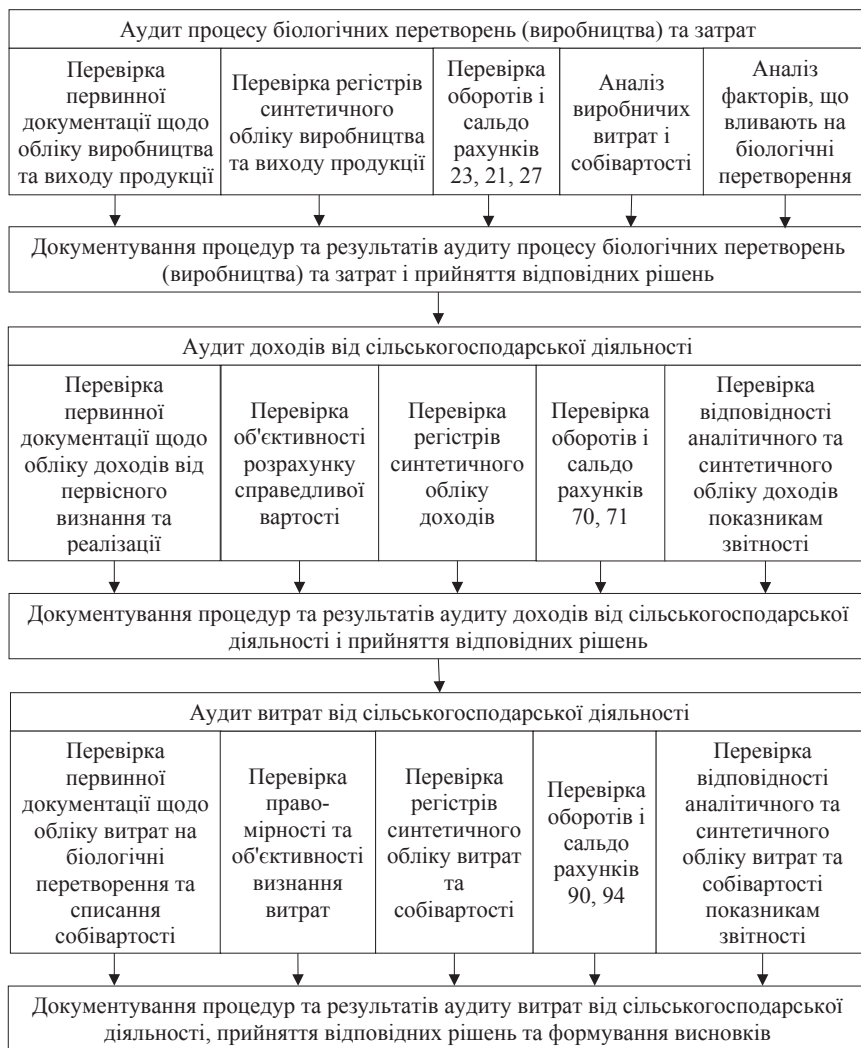 Аудит процесу біологічних перетворень (виробництва) та затрат
Перевірка
первинної
документації щодо
обліку виробництва
та виходу продукції
Перевірка регістрів
синтетичного
обліку виробництва
та виходу продукції
Перевірка
оборотів і
сальдо
рахунків
23, 21, 27
Аналіз
виробничих
витрат і
собівартості
Аналіз
факторів, що
вливають на
біологічні
перетворення
Документування процедур та результатів аудиту процесу біологічних перетворень
(виробництва) та затрат і прийняття відповідних рішень
Аудит доходів від сільськогосподарської діяльності
Перевірка
первинної
документації щодо
обліку доходів від
первісного
визнання та
реалізації
Перевірка
об'єктивності
розрахунку
справедливої
вартості
Перевірка
регістрів
синтетичного
обліку
доходів
Перевірка
оборотів і
сальдо
рахунків
70, 71
Перевірка
відповідності
аналітичного та
синтетичного
обліку доходів
показникам
звітності
Документування процедур та результатів аудиту доходів від сільськогосподарської
діяльності і прийняття відповідних рішень
Аудит витрат від сільськогосподарської діяльності
Перевірка
первинної
документації щодо
обліку витрат на
біологічні
перетворення та
списання
собівартості
Перевірка
право-
мірності та
об'єктивності
визнання
витрат
Перевірка
регістрів
синтетичного
обліку витрат
та
собівартості
Перевірка
оборотів і
сальдо
рахунків
90, 94
Перевірка
відповідності
аналітичного та
синтетичного
обліку витрат та
собівартості
показникам
звітності
Документування процедур та результатів аудиту витрат від сільськогосподарської
діяльності, прийняття відповідних рішень та формування висновків